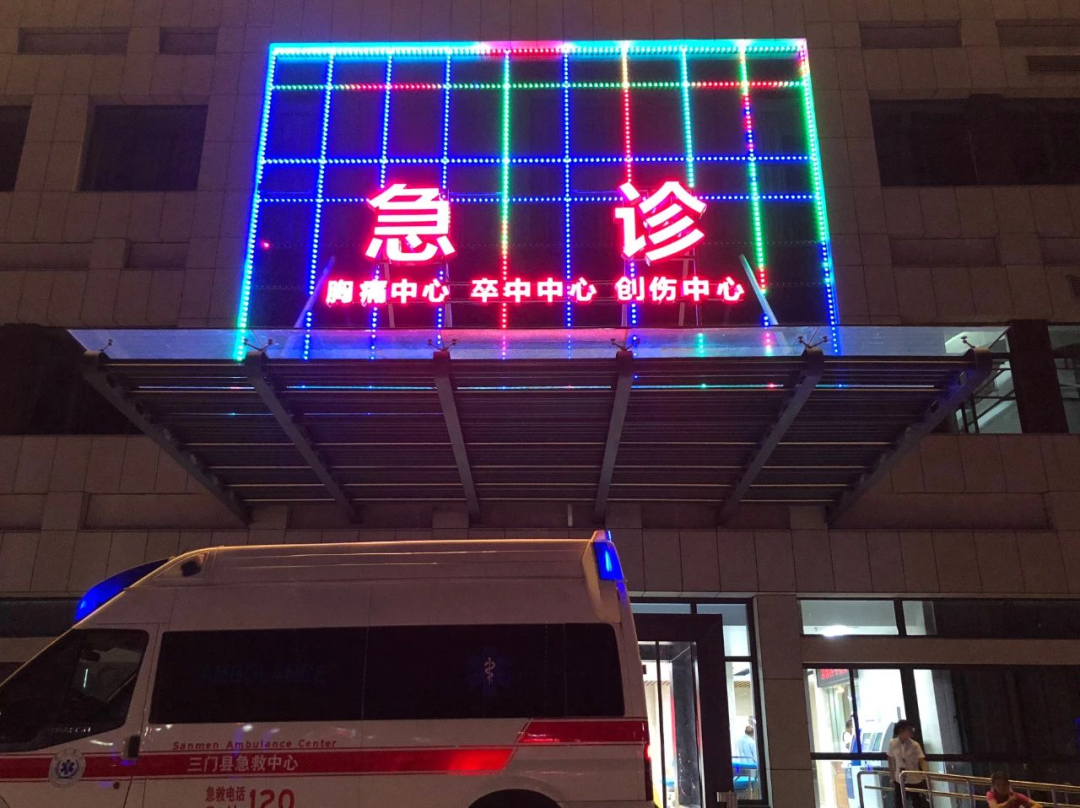 急诊
胸痛中心 卒中中心 创伤中心
Sanmen Ambulance Center
三门县急救中心
急救电话 120